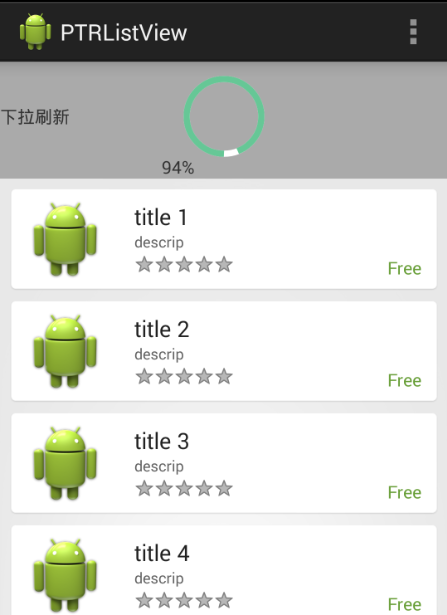 PTRListView
下拉刷新
94%
title 1
descrip
Free
title 2
descrip
Free
title 3
descrip
Free
title 4
descrip
Free